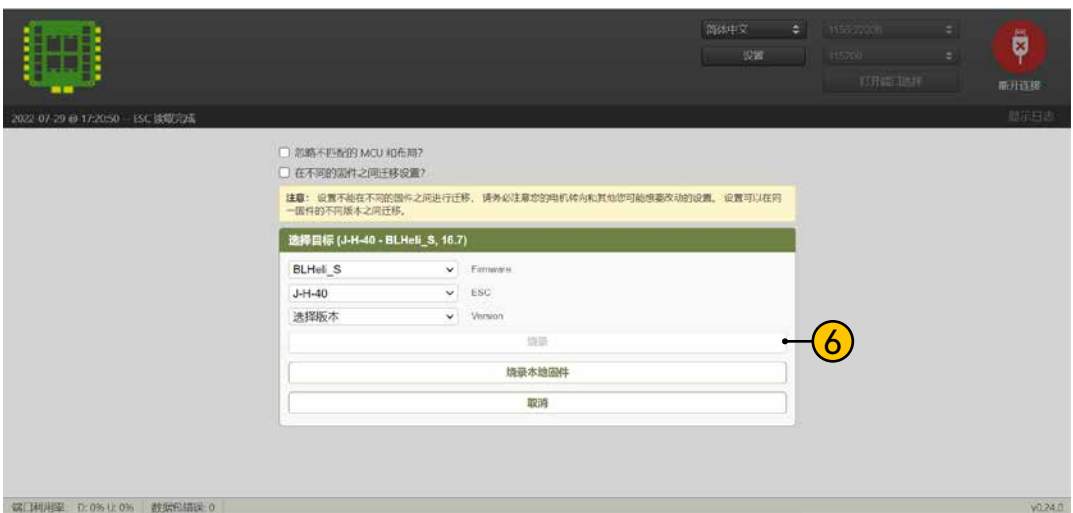 简体中文
设置
115200
打开端口选择
断开连接
2022-07-29 @ 17:20:50 -- ESC 读取完成
显示日志
忽略不匹配的 MCU 和布局?
在不同的固件之间迁移设置?
注意： 设置不能在不同的固件之间进行迁移， 请务必注意您的电机转向和其他您可能想要改动的设置。 设置可以在同
一固件的不同版本之间迁移。
选择目标 (J-H-40 - BLHeli_S, 16.7)
BLHeli_S Firmware
J-H-40 ESC
选择版本 Version
烧录
6
烧录本地固件
取消
端口利用率: D: 0% U: 0% 数据包错误: 0
v0.24.0